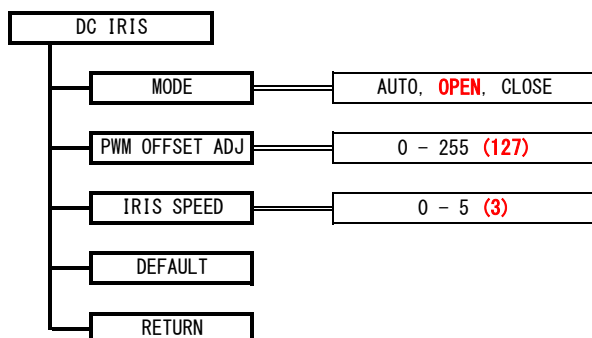 DC IRIS
MODE
AUTO, OPEN, CLOSE
PWM OFFSET ADJ
0 − 255 (127)
IRIS SPEED
0 − 5 (3)
DEFAULT
RETURN